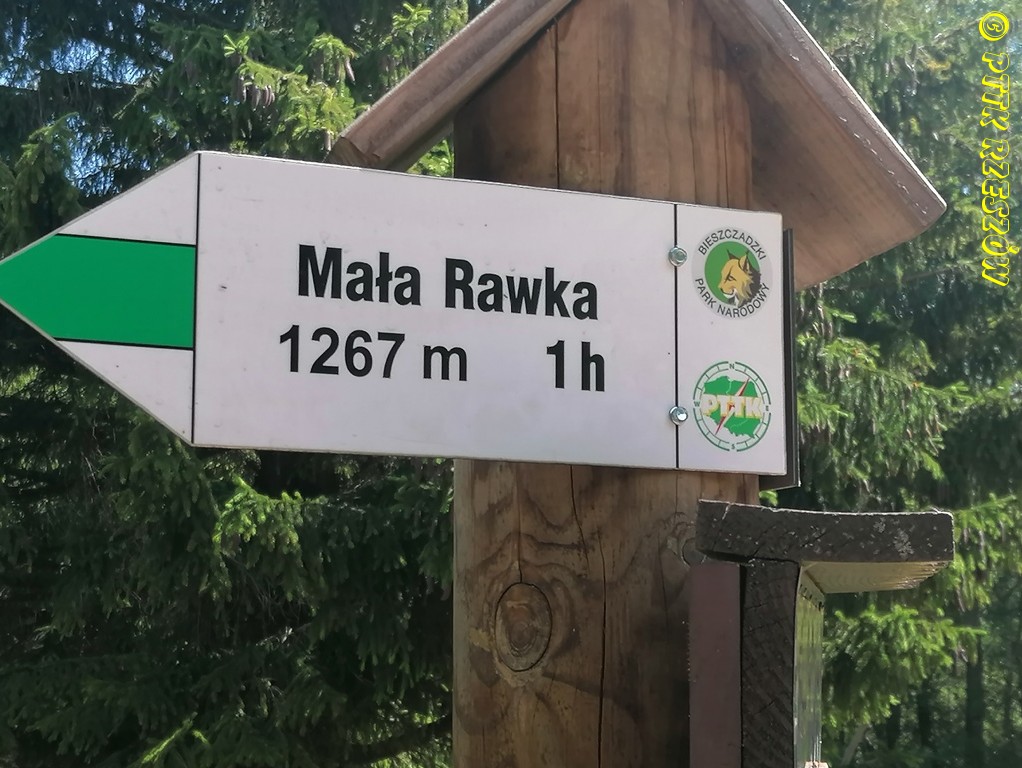 Mała Rawka
1267 m 1 h
BIESZCZADZKI
PARK NARODOWY
N
W PTTK E
S
© PTTK RZESZÓW